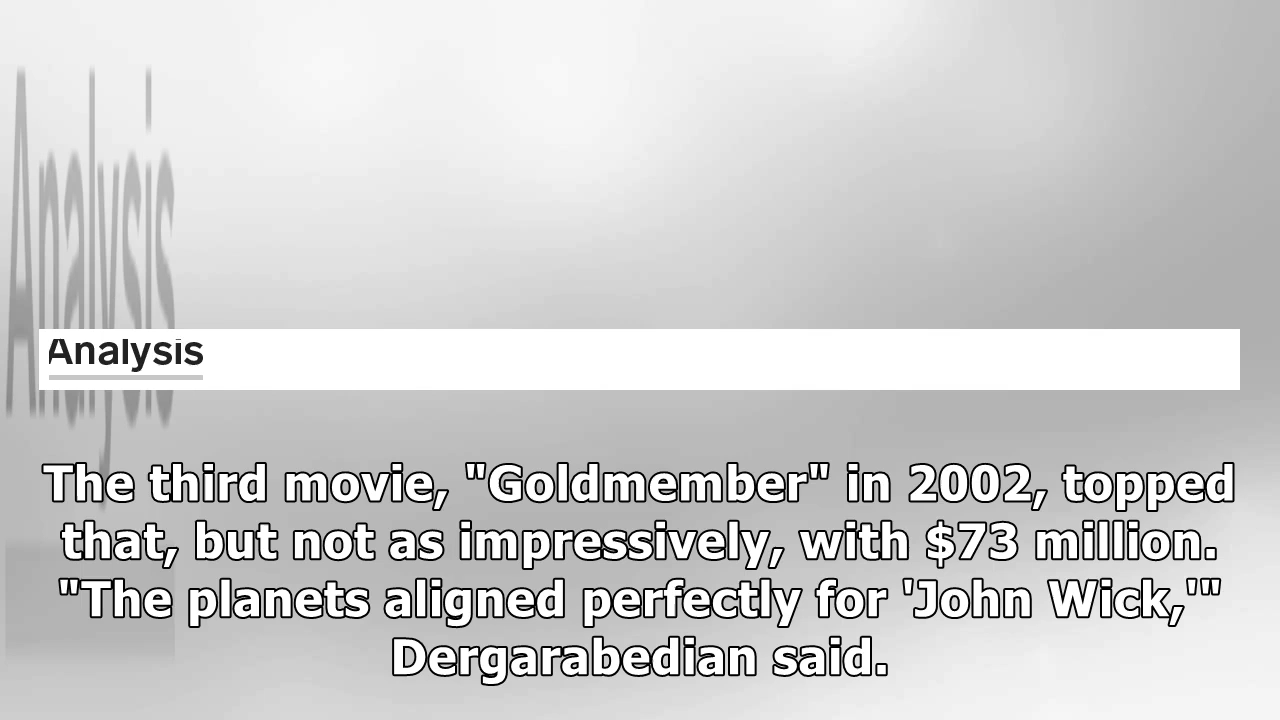 Analysis
Analysis
The third movie, "Goldmember" in 2002, topped
that, but not as impressively, with $73 million.
"The planets aligned perfectly for 'John Wick,'"
Dergarabedian said.